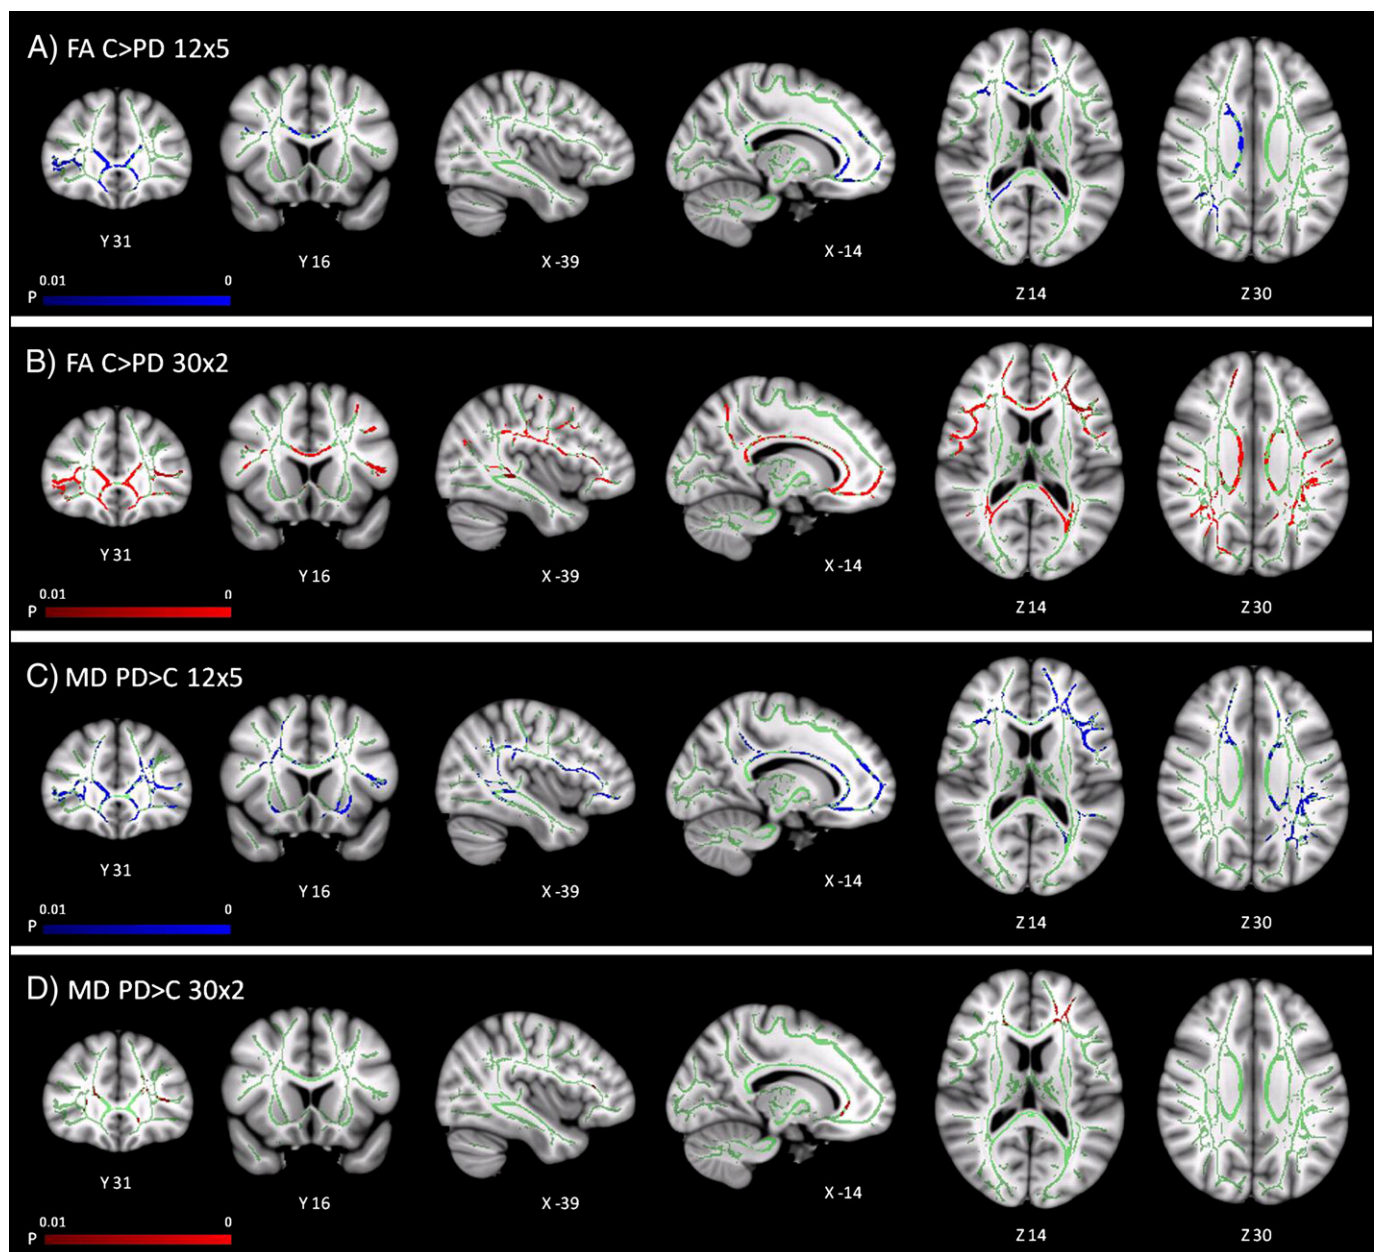 A) FA C>PD 12x5
Y 31
Y 16
X -39
X -14
Z 14
Z 30
0.01 0
P
B) FA C>PD 30x2
Y 31
Y 16
X -39
X -14
Z 14
Z 30
0.01 0
P
C) MD PD>C 12x5
Y 31
Y 16
X -39
X -14
Z 14
Z 30
0.01 0
P
D) MD PD>C 30x2
Y 31
Y 16
X -39
X -14
Z 14
Z 30
0.01 0
P